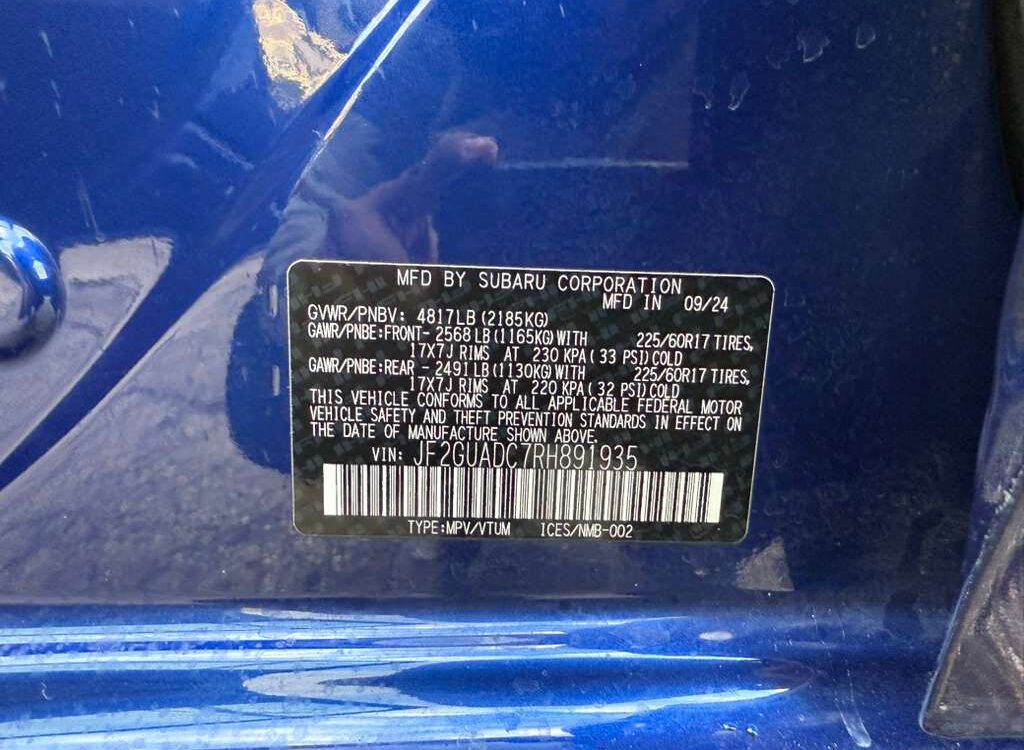 MFD BY SUBARU CORPORATION
MFD IN 09/24
GVWR/PNBV: 4817LB (2185KG)
GAWR/PNBE:FRONT- 2568 LB (1165KG) WITH 225/60R17 TIRES,
17X7J RIMS AT 230 KPA ( 33 PSI) COLD
GAWR/PNBE:REAR - 2491 LB (1130KG) WITH 225/60R17 TIRES,
17X7J RIMS AT 220 KPA ( 32 PSI) COLD
THIS VEHICLE CONFORMS TO ALL APPLICABLE FEDERAL MOTOR
VEHICLE SAFETY AND THEFT PREVENTION STANDARDS IN EFFECT ON
THE DATE OF MANUFACTURE SHOWN ABOVE.
VIN: JF2GUADC7RH891935
TYPE:MPV/VTUM ICES/NMB-002